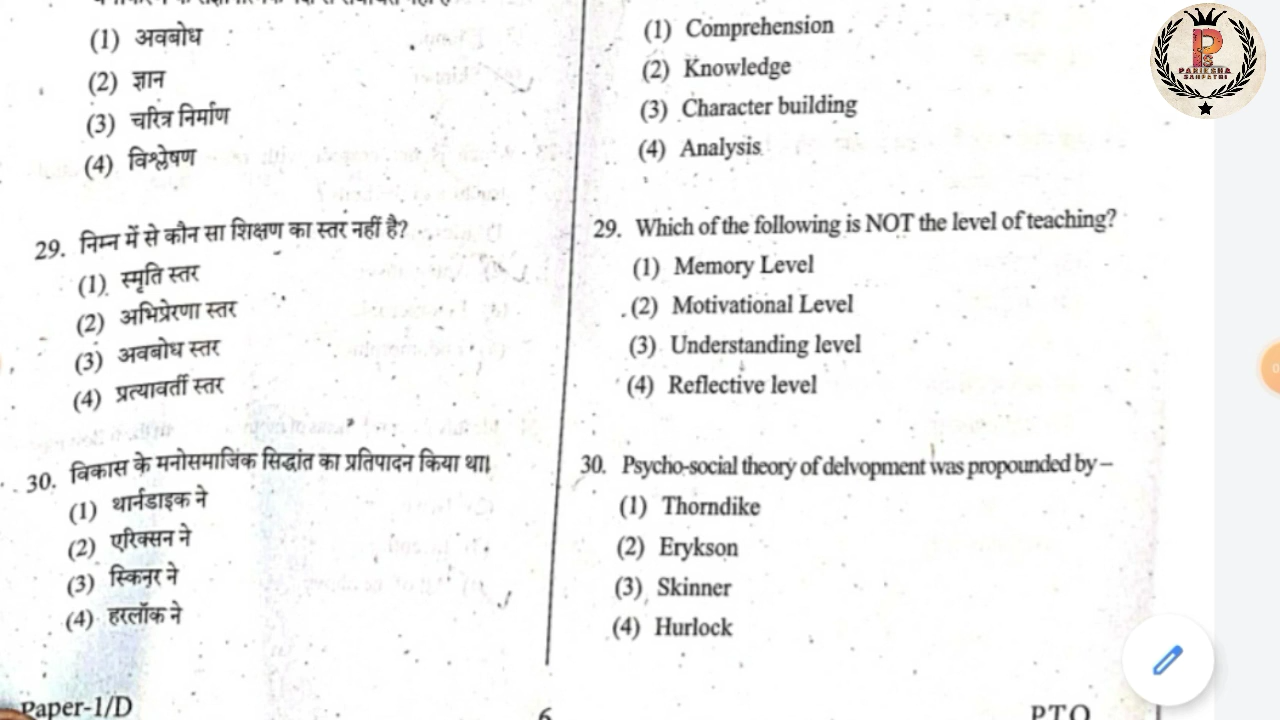 (1) अवबोध
(2) ज्ञान
(3) चरित्र निर्माण
(4) विश्लेषण
29. निम्न में से कौन सा शिक्षण का स्तर नहीं है?
(1) स्मृति स्तर
(2) अभिप्रेरणा स्तर
(3) अवबोध स्तर
(4) प्रत्यावर्ती स्तर
30. विकास के मनोसमाजिक सिद्धांत का प्रतिपादन किया था।
(1) थार्नडाइक ने
(2) एरिक्सन ने
(3) स्किनर ने
(4) हरलॉक ने
Paper-1/D
6
(1) Comprehension
(2) Knowledge
(3) Character building
(4) Analysis
29. Which of the following is NOT the level of teaching?
(1) Memory Level
(2) Motivational Level
(3) Understanding level
(4) Reflective level
30. Psycho-social theory of delvopment was propounded by –
(1) Thorndike
(2) Erykson
(3) Skinner
(4) Hurlock
PTO
PARIKSHA
SARPATHI